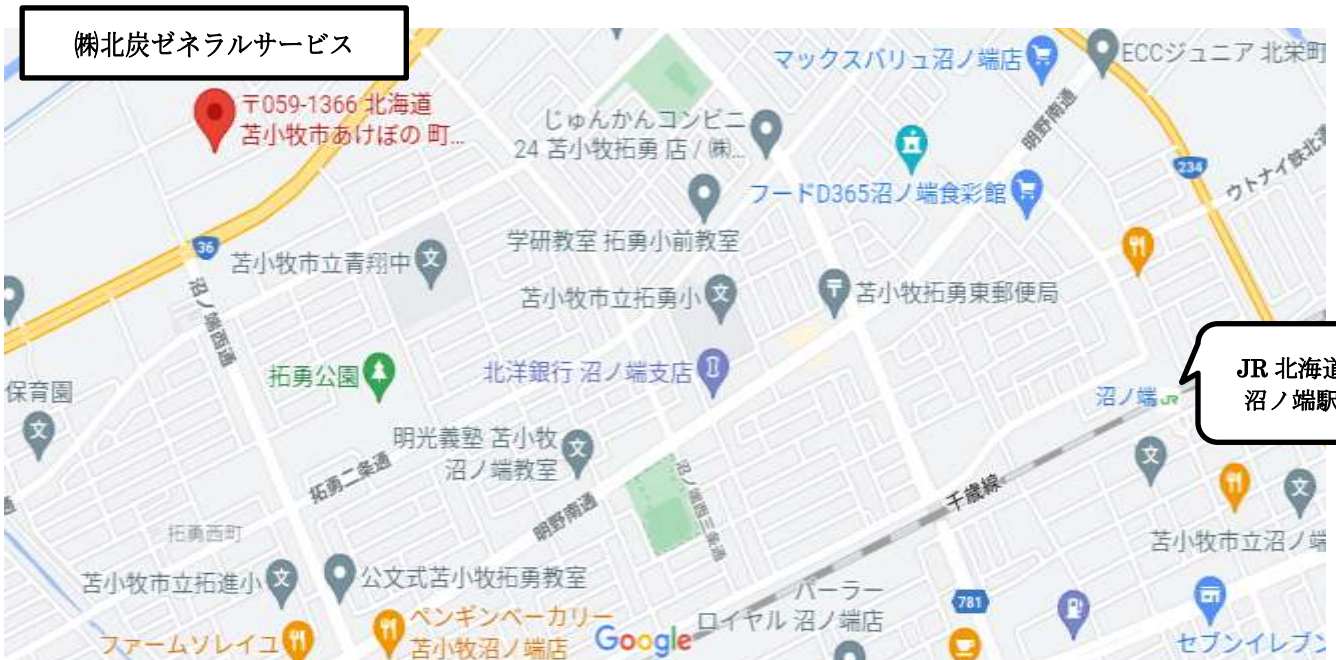 ㈱北炭ゼネラルサービス
〒059-1366 北海道
苫小牧市あけぼの 町...
マックスバリュ沼ノ端店
ECCジュニア 北栄町
じゅんかんコンビニ
24 苫小牧拓勇 店 / ㈱...
明野南通
234
ウトナイ鉄北通
フードD365沼ノ端食彩館
学研教室 拓勇小前教室
36
苫小牧市立青翔中
沼ノ端西通
苫小牧市立拓勇小
苫小牧拓勇東郵便局
拓勇公園
北洋銀行 沼ノ端支店
JR 北海道
沼ノ端駅
沼ノ端 JR
保育園
明光義塾 苫小牧
沼ノ端教室
拓勇二条通
明野南通
沼ノ端西三条通
千歳線
拓勇西町
苫小牧市立沼ノ端
苫小牧市立拓進小
公文式苫小牧拓勇教室
パーラー
ロイヤル 沼ノ端店
781
ペンギンベーカリー
苫小牧沼ノ端店
Google
ファームソレイユ
セブンイレブン